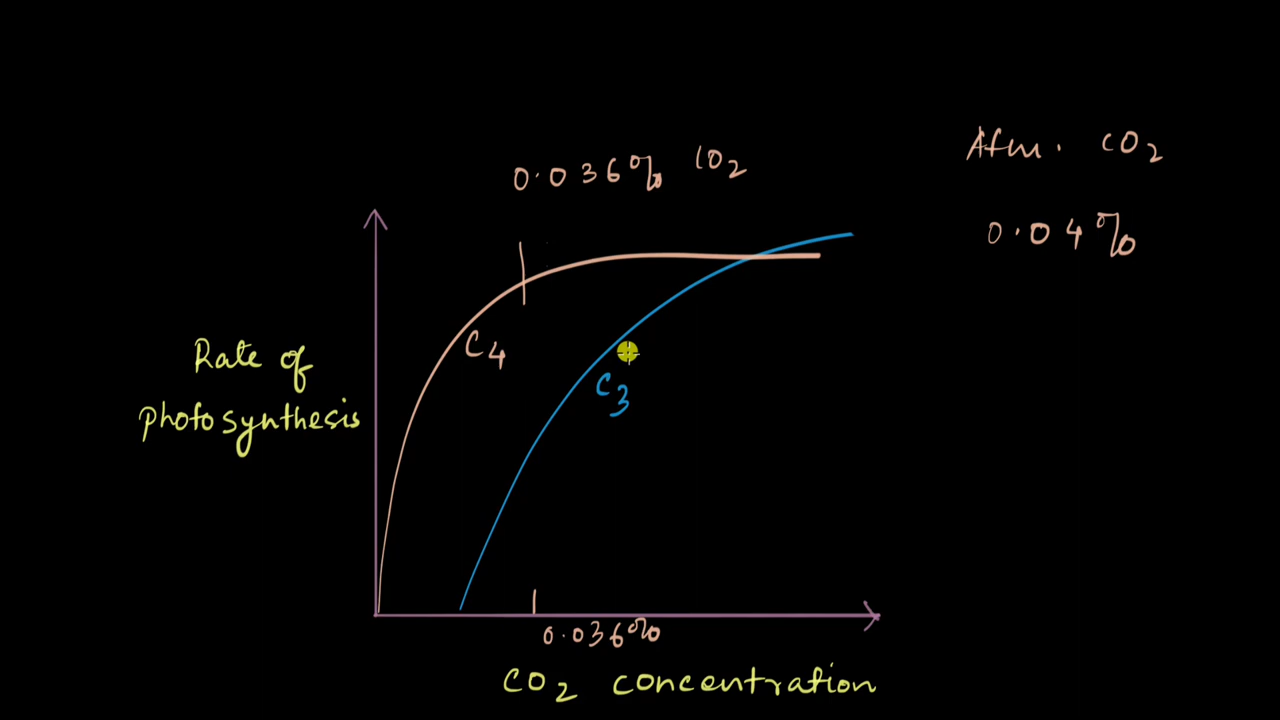 Atm. CO2
0.036% CO2
0.04%
C4
Rate of
photosynthesis
C3
0.036%
CO2 concentration